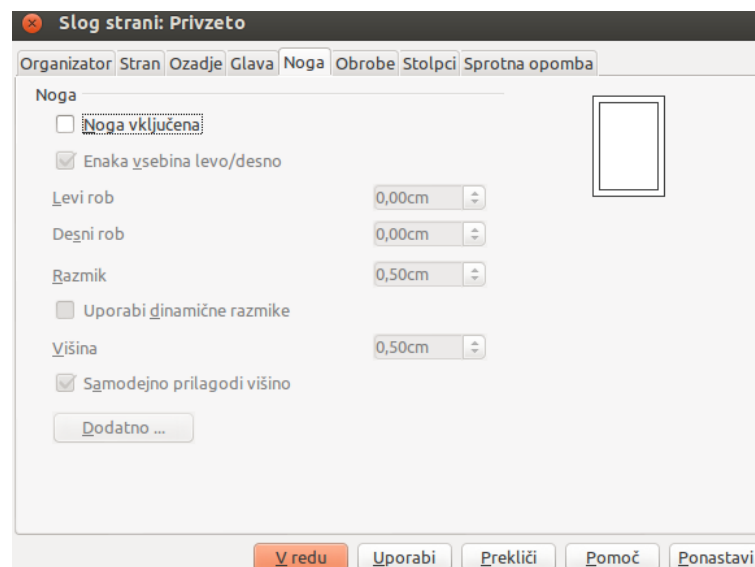 Slog strani: Privzeto
Organizator Stran Ozadje Glava Noga Obrobe Stolpci Sprotna opomba
Noga
Noga vključena
Enaka vsebina levo/desno
Levi rob 0,00cm
Desni rob 0,00cm
Razmik 0,50cm
Uporabi dinamične razmike
Višina 0,50cm
Samodejno prilagodi višino
Dodatno ...
V redu Uporabi Prekliči Pomoč Ponastavi